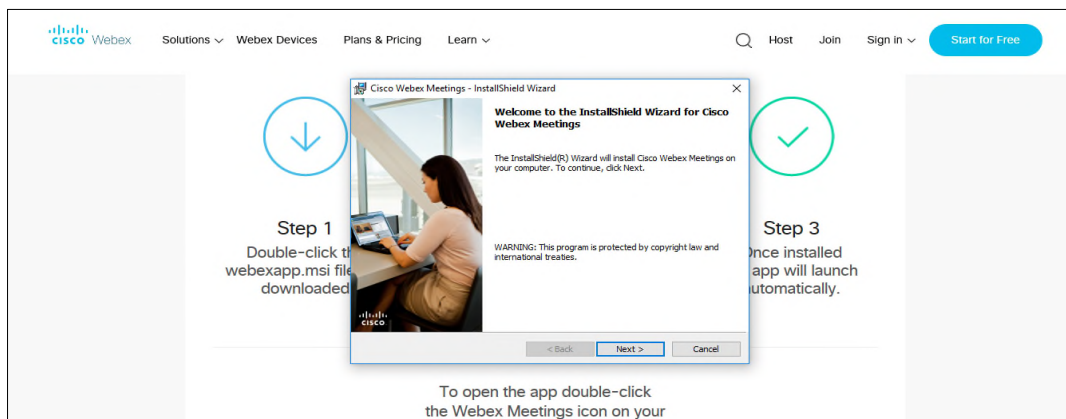 CISCO Webex Solutions Webex Devices Plans & Pricing Learn Host Join Sign in Start for Free
Cisco Webex Meetings - InstallShield Wizard
Welcome to the InstallShield Wizard for Cisco
Webex Meetings
The InstallShield(R) Wizard will install Cisco Webex Meetings on
your computer. To continue, click Next.
WARNING: This program is protected by copyright law and
international treaties.
CISCO
< Back Next > Cancel
Step 1
Double-click
webexapp.msi file
downloaded
Step 3
Once installed
app will launch
automatically.
To open the app double-click
the Webex Meetings icon on your